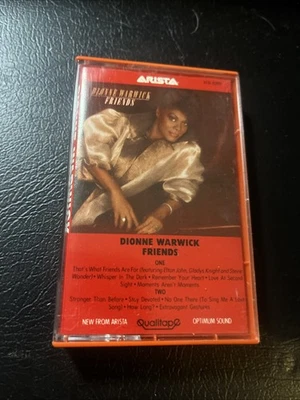 ARISTA
DIONNE WARWICK
FRIENDS
DIONNE WARWICK
FRIENDS
ONE
That's What Friends Are For (featuring Elton John, Gladys Knight and Stevie
Wonder) • Whisper In The Dark • Remember Your Heart • Love At Second
Sight • Moments Aren't Moments
TWO
Stronger Than Before • Stay Devoted • No One There (To Sing Me A Love
Song) • How Long? • Extravagant Gestures
NEW FROM ARISTA
Qualitape
OPTIMUM SOUND